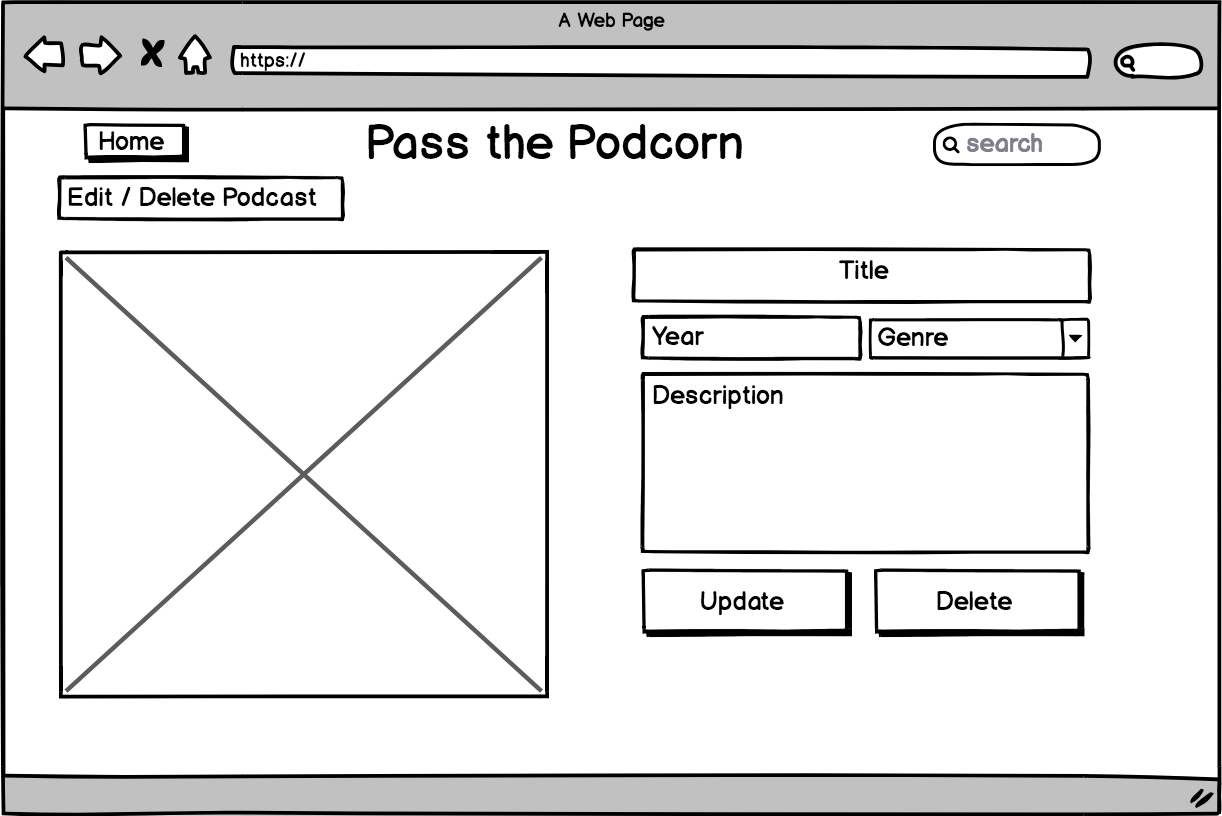 A Web Page
https://
Home
Pass the Podcorn
search
Edit / Delete Podcast
Title
Year
Genre
Description
Update
Delete